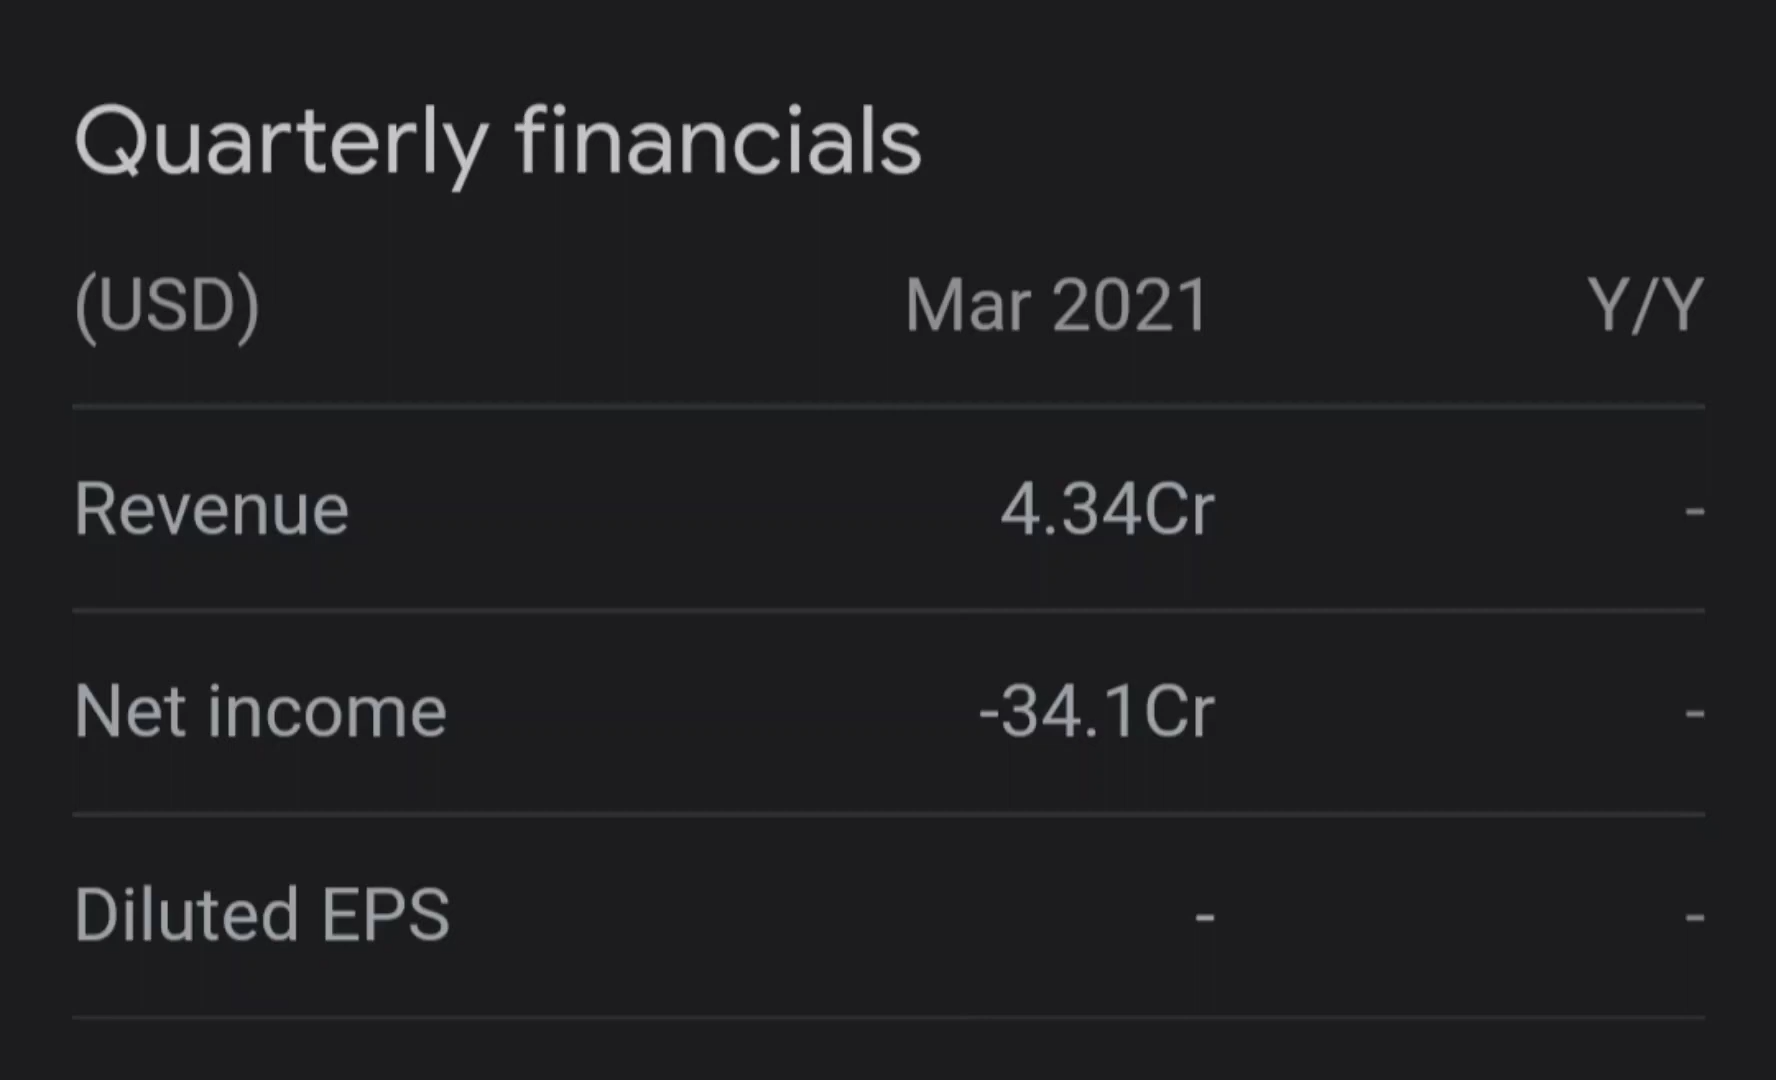 Quarterly financials
(USD) Mar 2021 Y/Y
Revenue 4.34Cr -
Net income -34.1Cr -
Diluted EPS - -